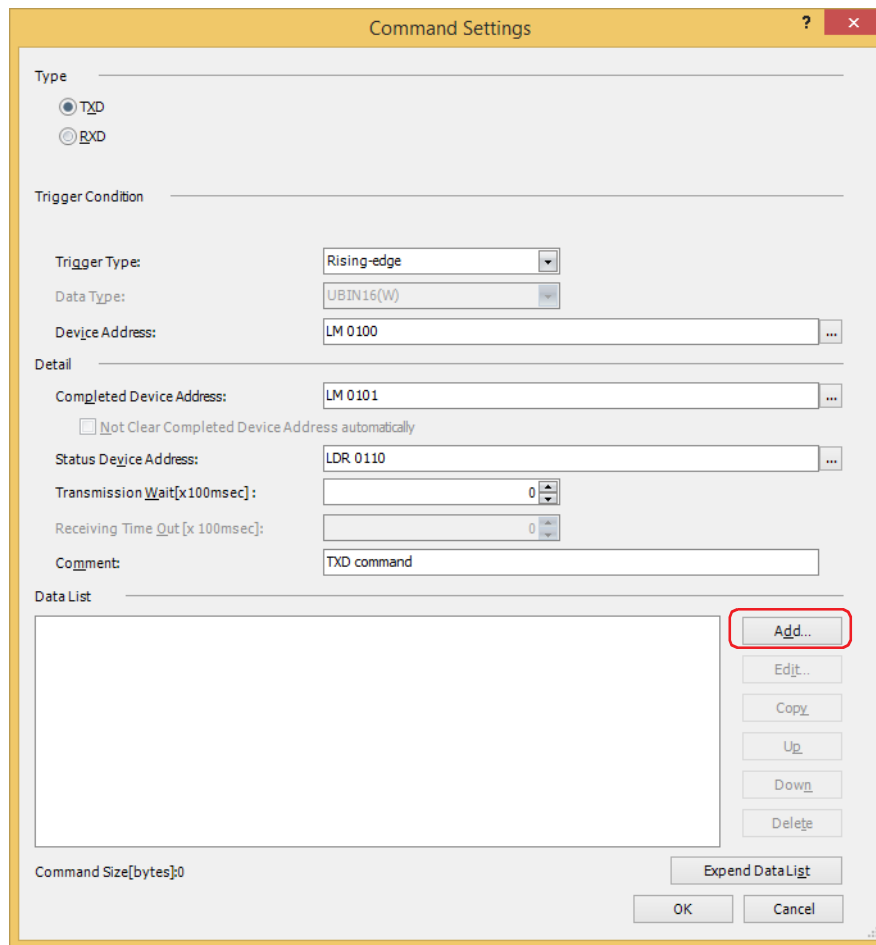 Command Settings ? ×
Type
TXD
RXD
Trigger Condition
Trigger Type: Rising-edge
Data Type: UBIN16(W)
Device Address: LM 0100 ...
Detail
Completed Device Address: LM 0101 ...
Not Clear Completed Device Address automatically
Status Device Address: LDR 0110 ...
Transmission Wait[x100msec] : 0
Receiving Time Out [x 100msec]: 0
Comment: TXD command
Data List
Add...
Edit...
Copy
Up
Down
Delete
Command Size[bytes]:0 Expend Data List
OK Cancel